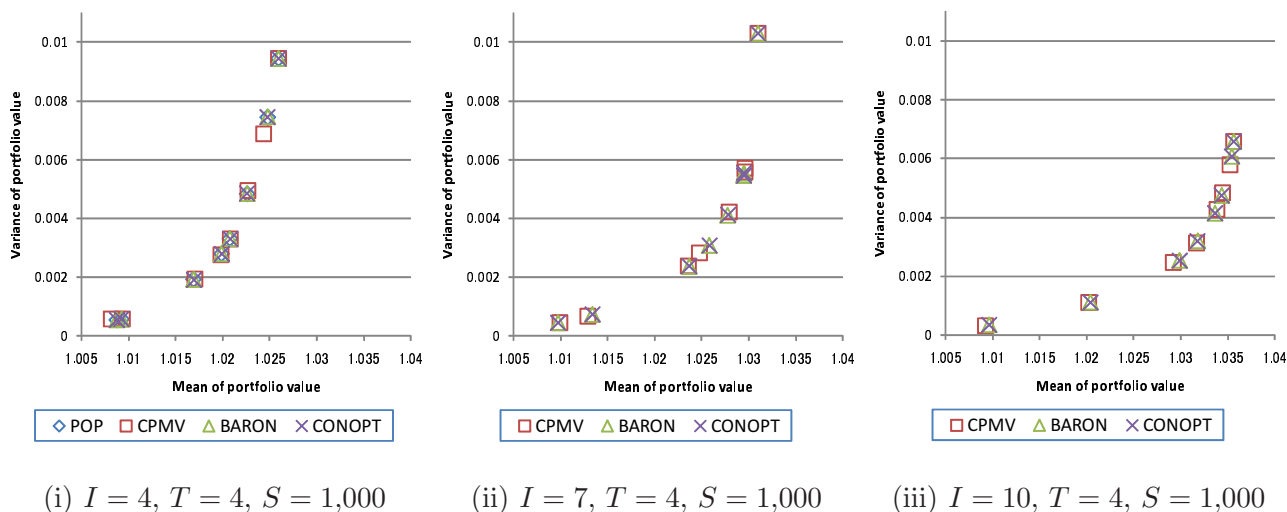 0.01
0.008
0.006
0.004
0.002
0
Variance of portfolio value
1.005 1.01 1.015 1.02 1.025 1.03 1.035 1.04
Mean of portfolio value
POP CPMV BARON CONOPT
(i) I = 4, T = 4, S = 1,000
0.01
0.008
0.006
0.004
0.002
0
Variance of portfolio value
1.005 1.01 1.015 1.02 1.025 1.03 1.035 1.04
Mean of portfolio value
CPMV BARON CONOPT
(ii) I = 7, T = 4, S = 1,000
0.01
0.008
0.006
0.004
0.002
0
Variance of portfolio value
1.005 1.01 1.015 1.02 1.025 1.03 1.035 1.04
Mean of portfolio value
CPMV BARON CONOPT
(iii) I = 10, T = 4, S = 1,000